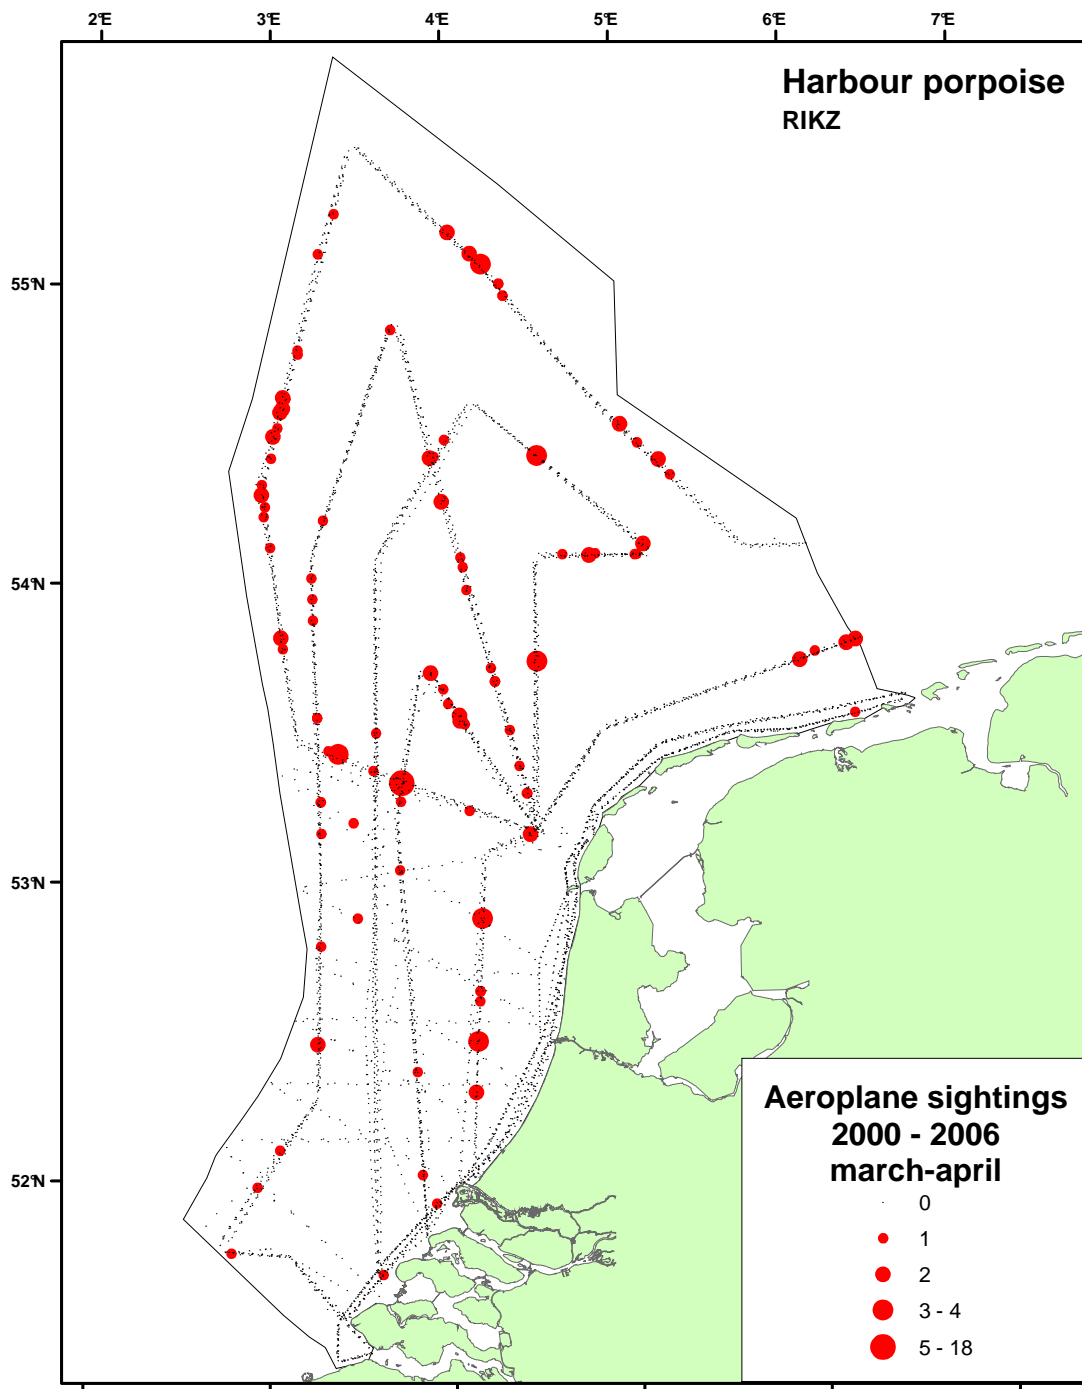 2°E 3°E 4°E 5°E 6°E 7°E
Harbour porpoise
RIKZ
55°N
54°N
53°N
52°N
Aeroplane sightings
2000 - 2006
march-april
0
1
2
3 - 4
5 - 18